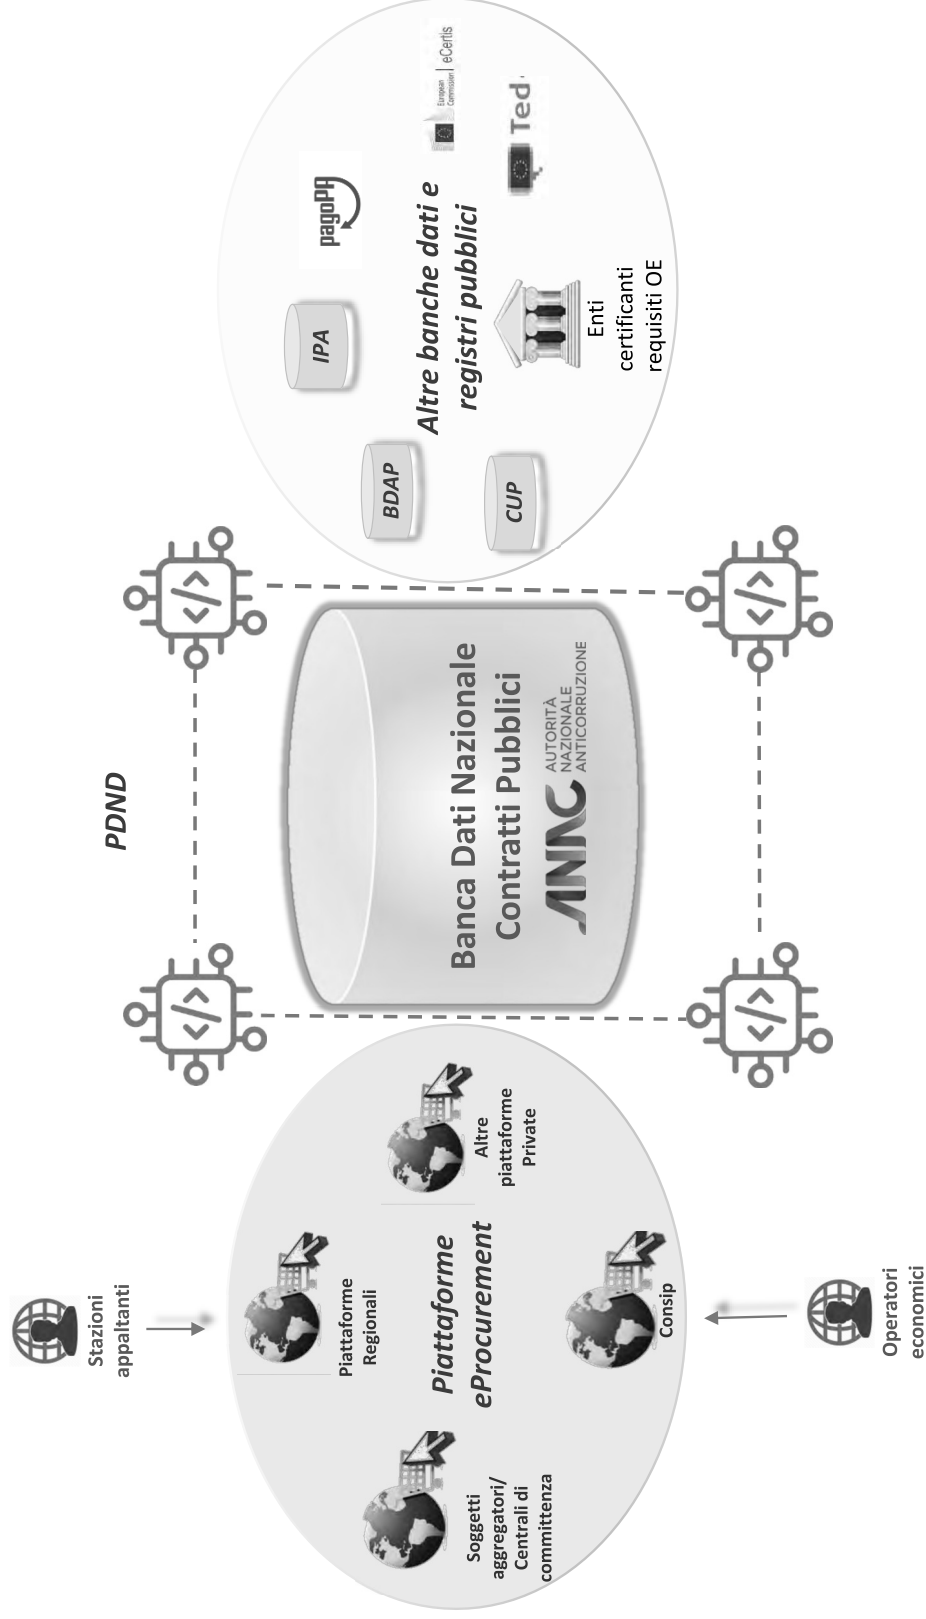 PDND
Stazioni
appaltanti
Piattaforme
Regionali
Soggetti
aggregatori/
Centrali di
committenza
Piattaforme
eProcurement
Altre
piattaforme
Private
Consip
Operatori
economici
Banca Dati Nazionale
Contratti Pubblici
ANAC
AUTORITÀ
NAZIONALE
ANTICORRUZIONE
BDAP
CUP
IPA
pagoPA
Altre banche dati e
registri pubblici
Enti
certificanti
requisiti OE
European
Commission
eCertis
Ted